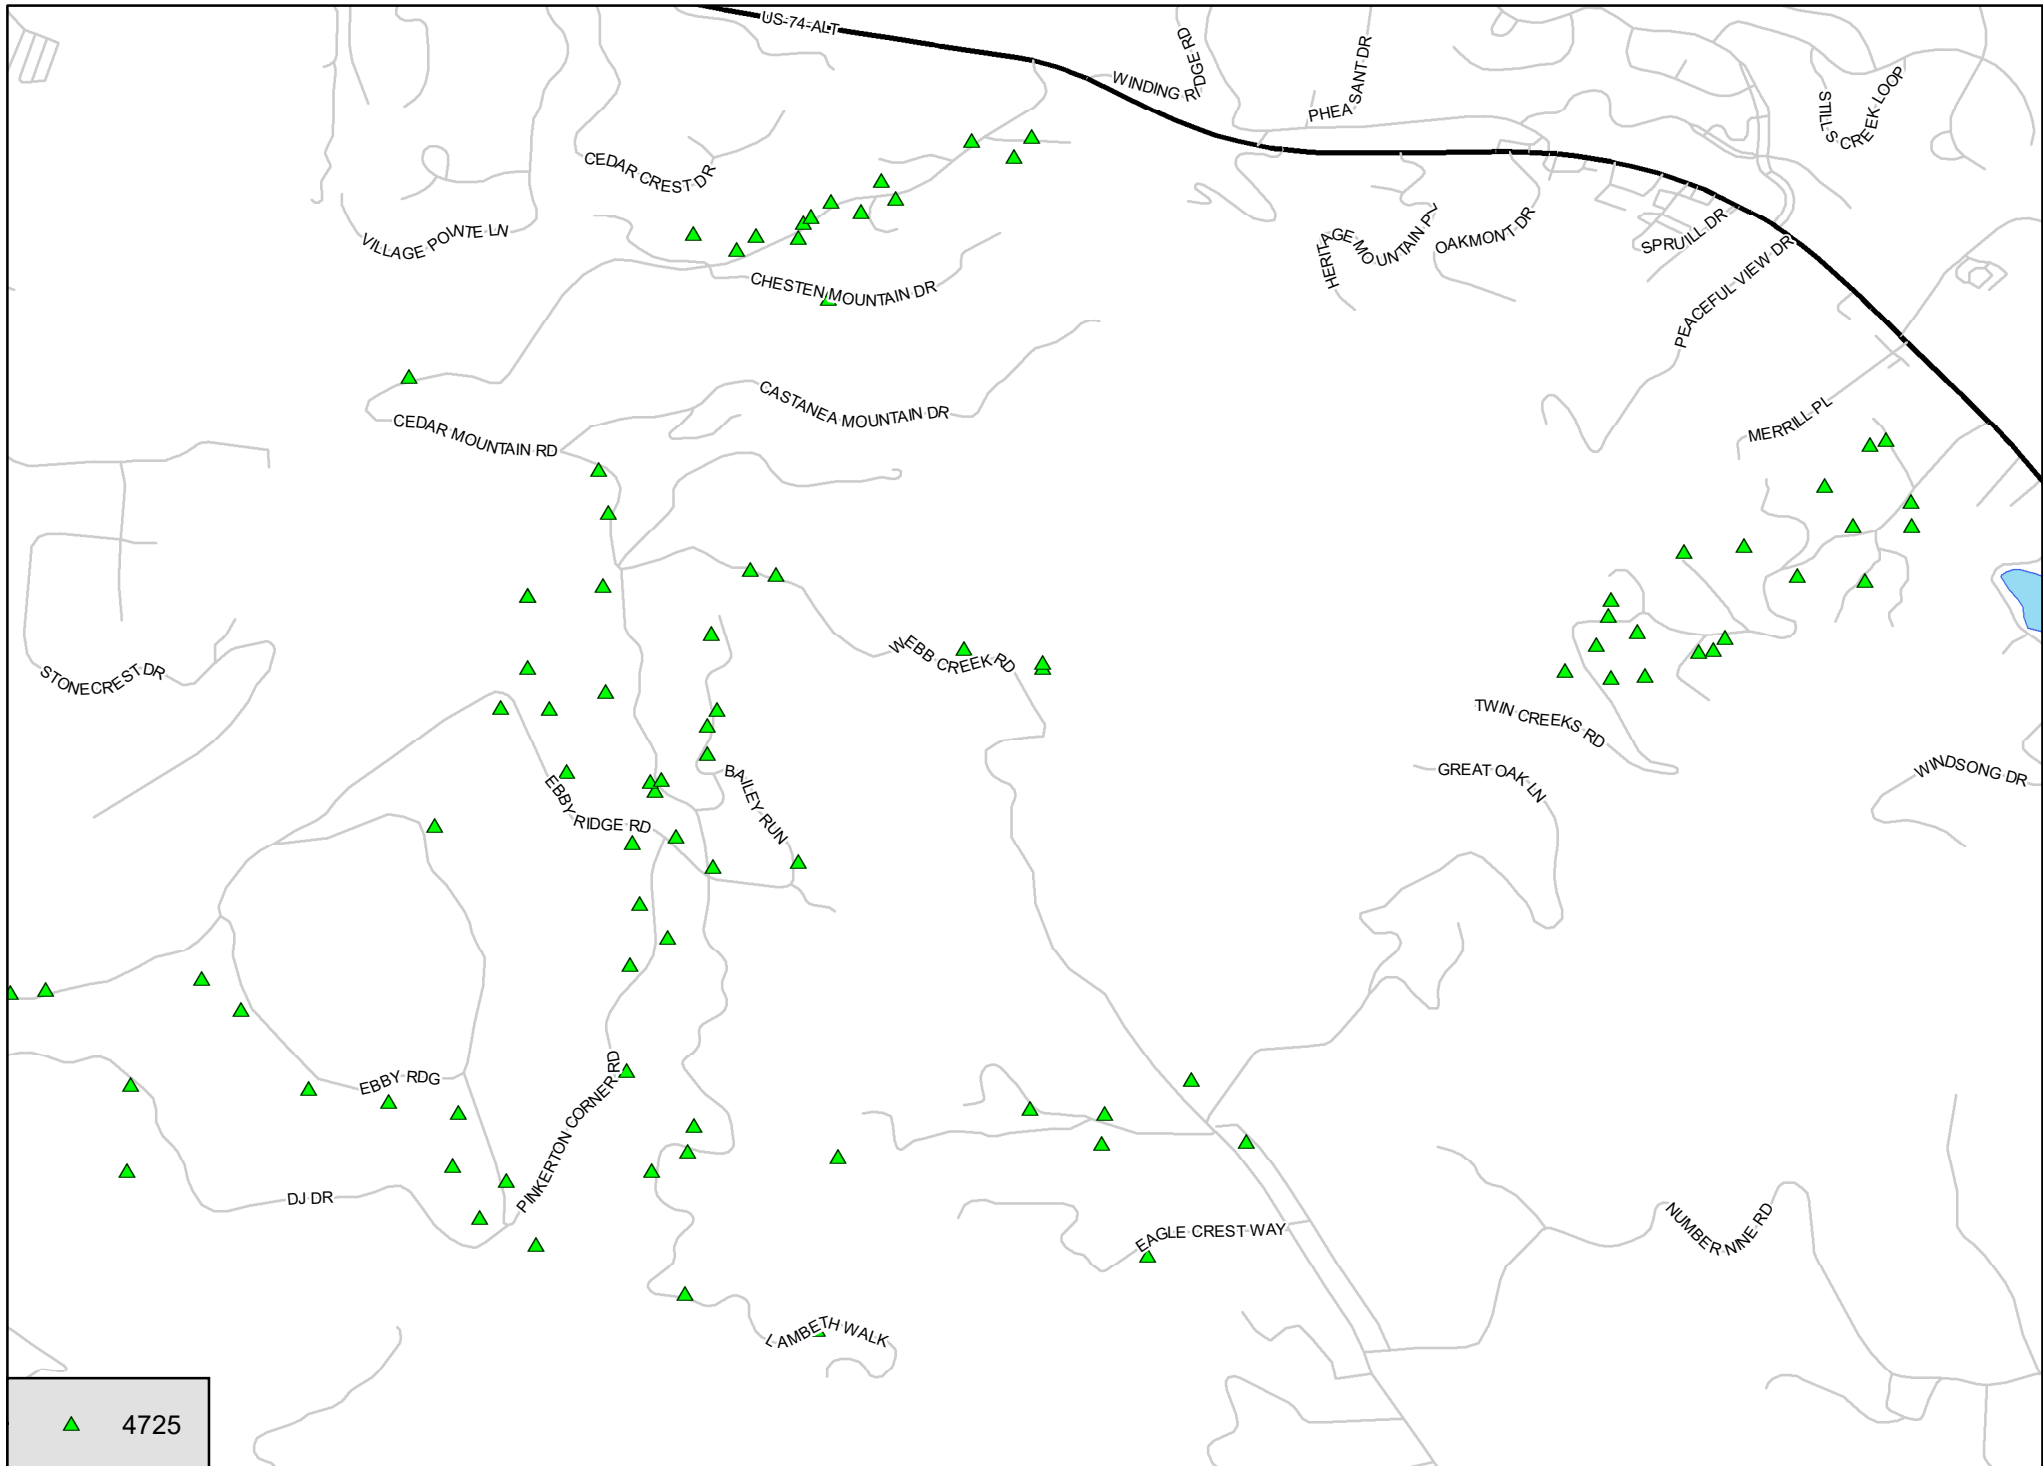 US-74-ALT
WINDING RIDGE RD
PHEASANT DR
STILLS CREEK LOOP
CEDAR CREST DR
VILLAGE POINTE LN
HERITAGE MOUNTAIN PL
OAKMONT DR
SPRUILL DR
PEACEFUL VIEW DR
CHESTEN MOUNTAIN DR
CASTANEA MOUNTAIN DR
CEDAR MOUNTAIN RD
MERRILL PL
WEBB CREEK RD
STONECREST DR
TWIN CREEKS RD
GREAT OAK LN
WINDSONG DR
BAILEY RUN
EBBY RIDGE RD
EBBY RDG
PINKERTON CORNER RD
DJ DR
EAGLE CREST WAY
NUMBER NINE RD
LAMBETH WALK
4725